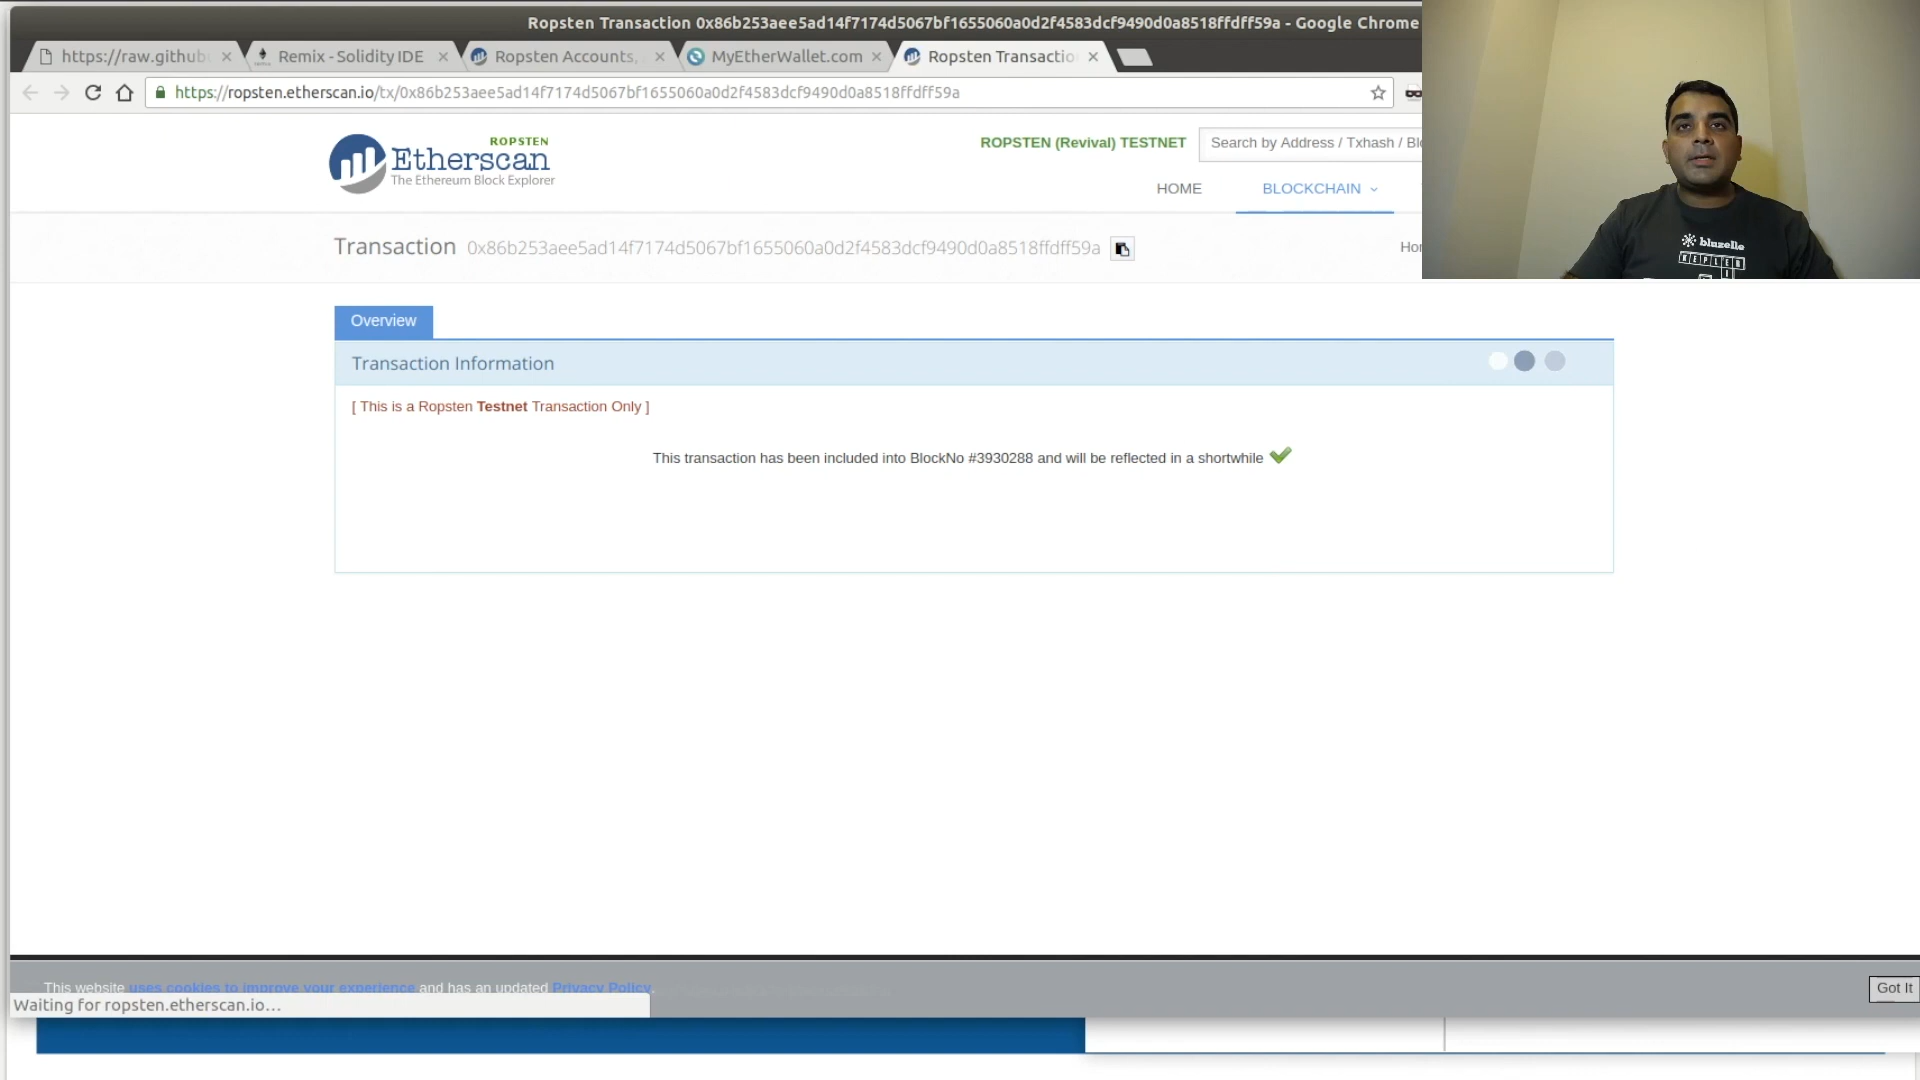 Ropsten Transaction 0x86b253aee5ad14f7174d5067bf1655060a0d2f4583dcf9490d0a8518ffdff59a - Google Chrome
https://raw.githubu
Remix - Solidity IDE
Ropsten Accounts,
MyEtherWallet.com
Ropsten Transactio
https://ropsten.etherscan.io/tx/0x86b253aee5ad14f7174d5067bf1655060a0d2f4583dcf9490d0a8518ffdff59a
ROPSTEN
Etherscan
The Ethereum Block Explorer
ROPSTEN (Revival) TESTNET
Search by Address / Txhash / Blo
HOME
BLOCKCHAIN
Transaction 0x86b253aee5ad14f7174d5067bf1655060a0d2f4583dcf9490d0a8518ffdff59a
Hor
bluzelle
KEPLER
Overview
Transaction Information
[ This is a Ropsten Testnet Transaction Only ]
This transaction has been included into BlockNo #3930288 and will be reflected in a shortwhile
This website uses cookies to improve your experience and has an updated Privacy Policy.
Got It
Waiting for ropsten.etherscan.io...